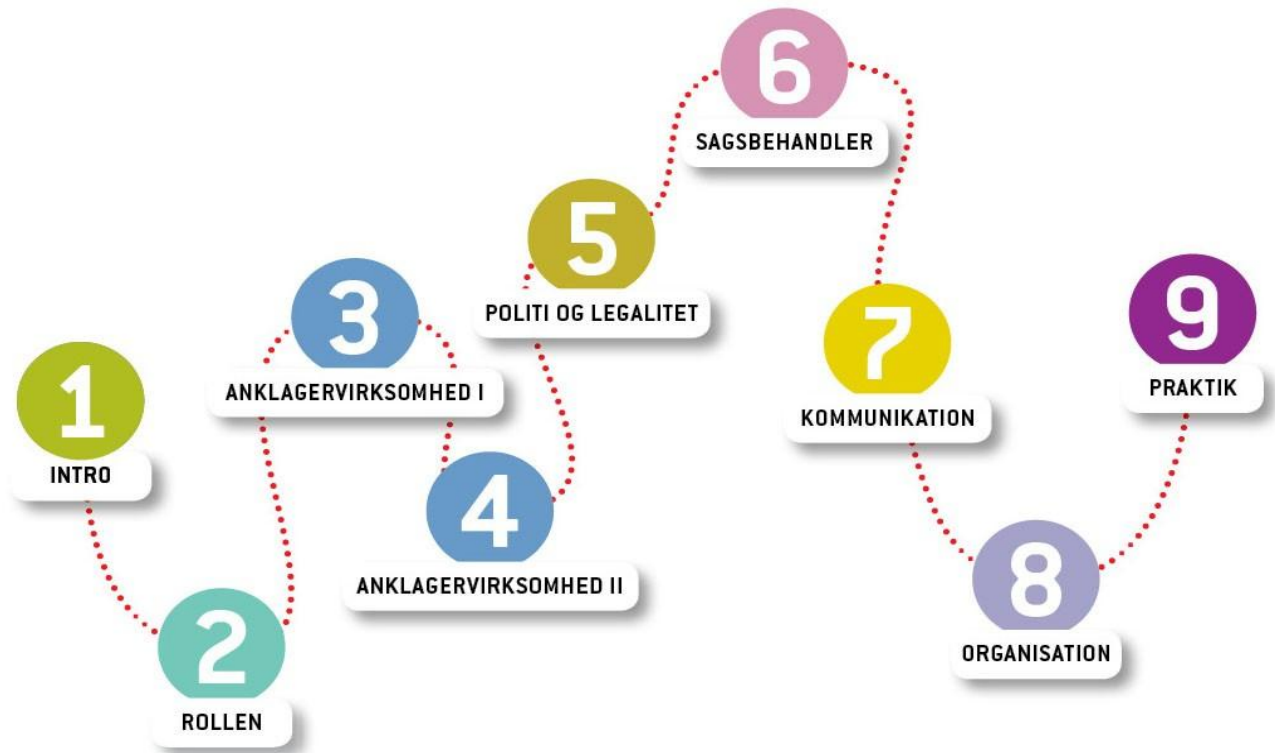 1
INTRO
2
ROLLEN
3
ANKLAGERVIRKSOMHED I
4
ANKLAGERVIRKSOMHED II
5
POLITI OG LEGALITET
6
SAGSBEHANDLER
7
KOMMUNIKATION
8
ORGANISATION
9
PRAKTIK